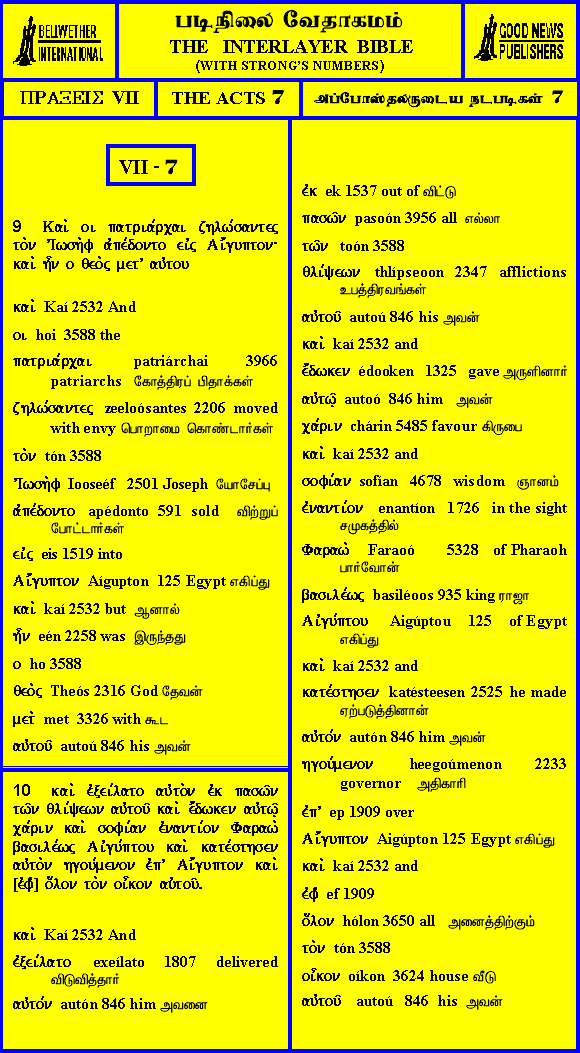 BELLWETHER
INTERNATIONAL
படிநிலை வேதாகமம்
THE INTERLAYER BIBLE
(WITH STRONG'S NUMBERS)
GOOD NEWS
PUBLISHERS
ΠΡΑΞΕΙΣ VII
THE ACTS 7
அப்போஸ்தலருடைய நடபடிகள் 7
VII - 7
9 Καὶ οι πατριάρχαι ζηλώσαντες
τὸν Ἰωσὴφ ἀπέδοντο εἰς Αἴγυπτον·
καὶ ἦν ο θεὸς μετ' αὐτου
καὶ Kaí 2532 And
οι hoi 3588 the
πατριάρχαι patriárchai 3966
patriarchs கோத்திரப் பிதாக்கள்
ζηλώσαντες zeeloósantes 2206 moved
with envy பொறாமை கொண்டார்கள்
τὸν tón 3588
Ἰωσὴφ Iooseéf 2501 Joseph யோசேப்பு
ἀπέδοντο apédonto 591 sold விற்றுப்
போட்டார்கள்
εἰς eis 1519 into
Αἴγυπτον Aígupton 125 Egypt எகிப்து
καὶ kaí 2532 but ஆனால்
ἦν eén 2258 was இருந்தது
ο ho 3588
θεὸς Theós 2316 God தேவன்
μετ̀ met 3326 with கூட
αὐτοῦ autoú 846 his அவன்
10 καὶ ἐξείλατο αὐτὸν ἐκ πασῶν
τῶν θλίψεων αὐτοῦ καὶ ἔδωκεν αὐτῷ
χάριν καὶ σοφίαν ἐναντίον Φαραὼ
βασιλέως Αἰγύπτου καὶ κατέστησεν
αὐτὸν ηγούμενον ἐπ' Αἴγυπτον καὶ
[ἐφ] ὅλον τὸν οἶκον αὐτοῦ.
καὶ Kaí 2532 And
ἐξείλατο exeílato 1807 delivered
விடுவித்தார்
αὐτόν autón 846 him அவனை
ἐκ ek 1537 out of விட்டு
πασῶν pasoón 3956 all எல்லா
τῶν toón 3588
θλίψεων thlípseoon 2347 afflictions
உபத்திரவங்கள்
αὐτοῦ autoú 846 his அவன்
καὶ kaí 2532 and
ἔδωκεν édooken 1325 gave அருளினார்
αὐτῷ autoó 846 him அவன்
χάριν chárin 5485 favour கிருபை
καὶ kaí 2532 and
σοφίαν sofían 4678 wisdom ஞானம்
ἐναντίον enantíon 1726 in the sight
சமுகத்தில்
Φαραὼ Faraoó 5328 of Pharaoh
பார்வோன்
βασιλέως basiléoos 935 king ராஜா
Αἰγύπτου Aigúptou 125 of Egypt
எகிப்து
καὶ kaí 2532 and
κατέστησεν katésteesen 2525 he made
ஏற்படுத்தினான்
αὐτόν autón 846 him அவன்
ηγούμενον heegoúmenon 2233
governor அதிகாரி
ἐπ' ep 1909 over
Αἴγυπτον Aigúpton 125 Egypt எகிப்து
καὶ kaí 2532 and
ἐφ ef 1909
ὅλον hólon 3650 all அனைத்திற்கும்
τὸν tón 3588
οἶκον oíkon 3624 house வீடு
αὐτοῦ autoú 846 his அவன்